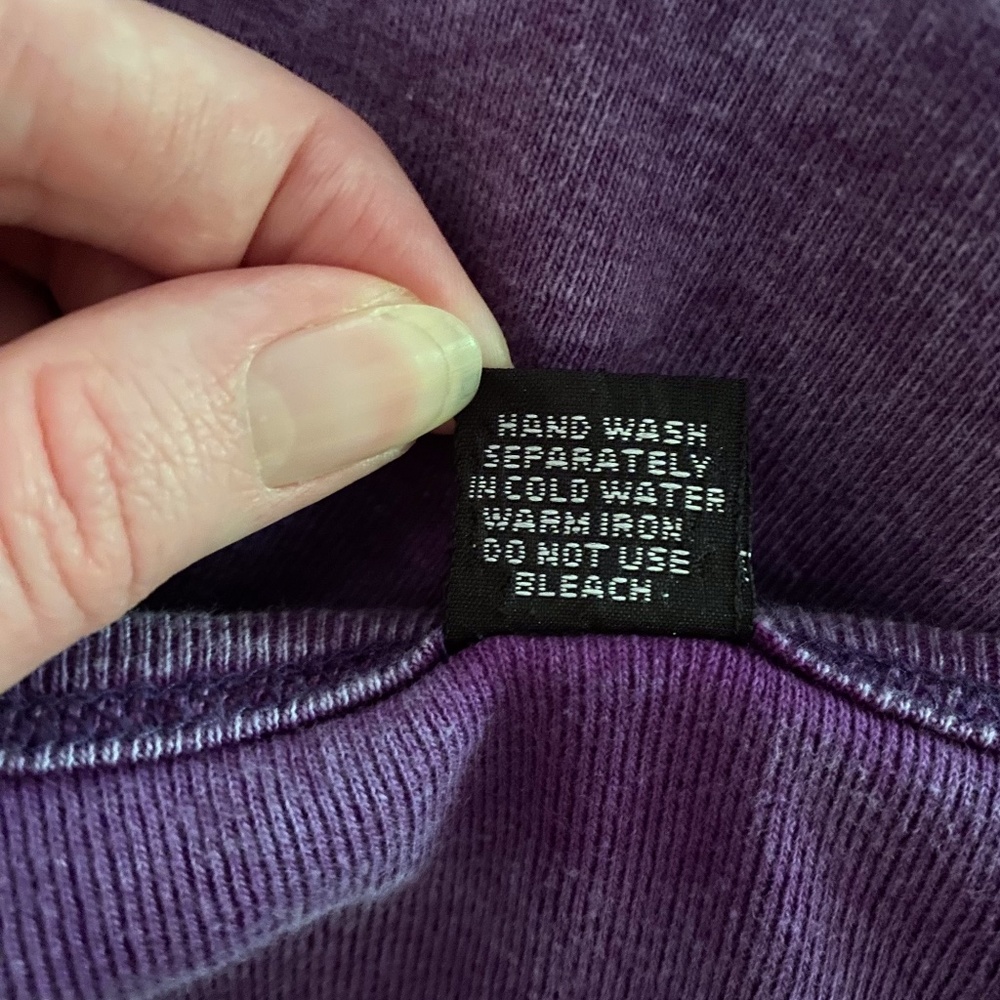 HAND WASH
SEPARATELY
IN COLD WATER
WARM IRON
DO NOT USE
BLEACH